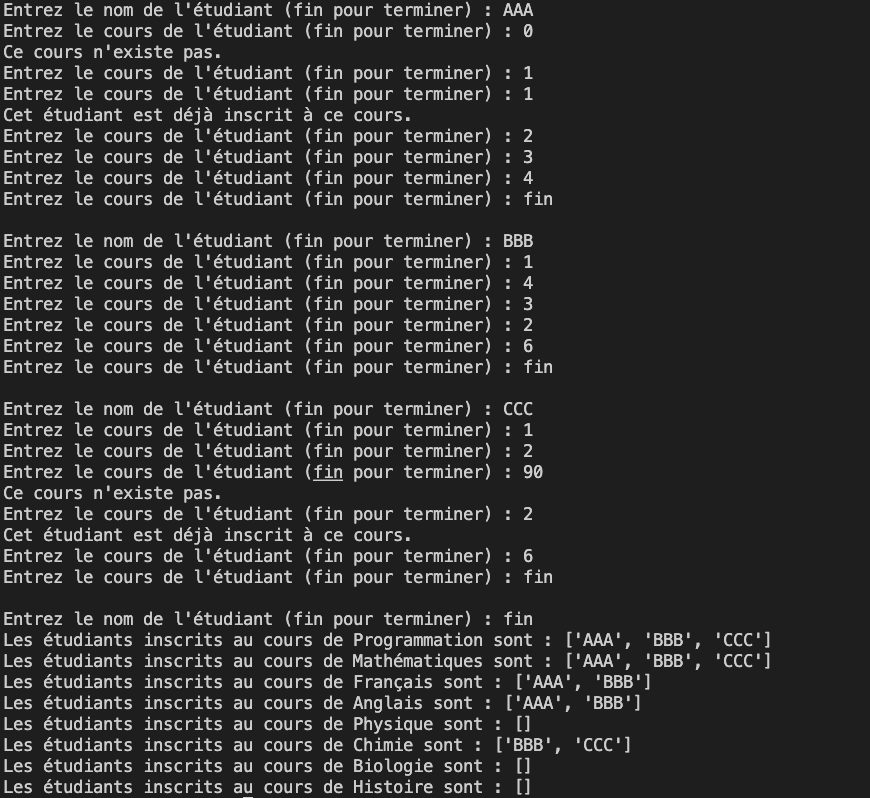 Entrez le nom de l'étudiant (fin pour terminer) : AAA
Entrez le cours de l'étudiant (fin pour terminer) : 0
Ce cours n'existe pas.
Entrez le cours de l'étudiant (fin pour terminer) : 1
Entrez le cours de l'étudiant (fin pour terminer) : 1
Cet étudiant est déjà inscrit à ce cours.
Entrez le cours de l'étudiant (fin pour terminer) : 2
Entrez le cours de l'étudiant (fin pour terminer) : 3
Entrez le cours de l'étudiant (fin pour terminer) : 4
Entrez le cours de l'étudiant (fin pour terminer) : fin

Entrez le nom de l'étudiant (fin pour terminer) : BBB
Entrez le cours de l'étudiant (fin pour terminer) : 1
Entrez le cours de l'étudiant (fin pour terminer) : 4
Entrez le cours de l'étudiant (fin pour terminer) : 3
Entrez le cours de l'étudiant (fin pour terminer) : 2
Entrez le cours de l'étudiant (fin pour terminer) : 6
Entrez le cours de l'étudiant (fin pour terminer) : fin

Entrez le nom de l'étudiant (fin pour terminer) : CCC
Entrez le cours de l'étudiant (fin pour terminer) : 1
Entrez le cours de l'étudiant (fin pour terminer) : 2
Entrez le cours de l'étudiant (fin pour terminer) : 90
Ce cours n'existe pas.
Entrez le cours de l'étudiant (fin pour terminer) : 2
Cet étudiant est déjà inscrit à ce cours.
Entrez le cours de l'étudiant (fin pour terminer) : 6
Entrez le cours de l'étudiant (fin pour terminer) : fin

Entrez le nom de l'étudiant (fin pour terminer) : fin
Les étudiants inscrits au cours de Programmation sont : ['AAA', 'BBB', 'CCC']
Les étudiants inscrits au cours de Mathématiques sont : ['AAA', 'BBB', 'CCC']
Les étudiants inscrits au cours de Français sont : ['AAA', 'BBB']
Les étudiants inscrits au cours de Anglais sont : ['AAA', 'BBB']
Les étudiants inscrits au cours de Physique sont : []
Les étudiants inscrits au cours de Chimie sont : ['BBB', 'CCC']
Les étudiants inscrits au cours de Biologie sont : []
Les étudiants inscrits au cours de Histoire sont : []